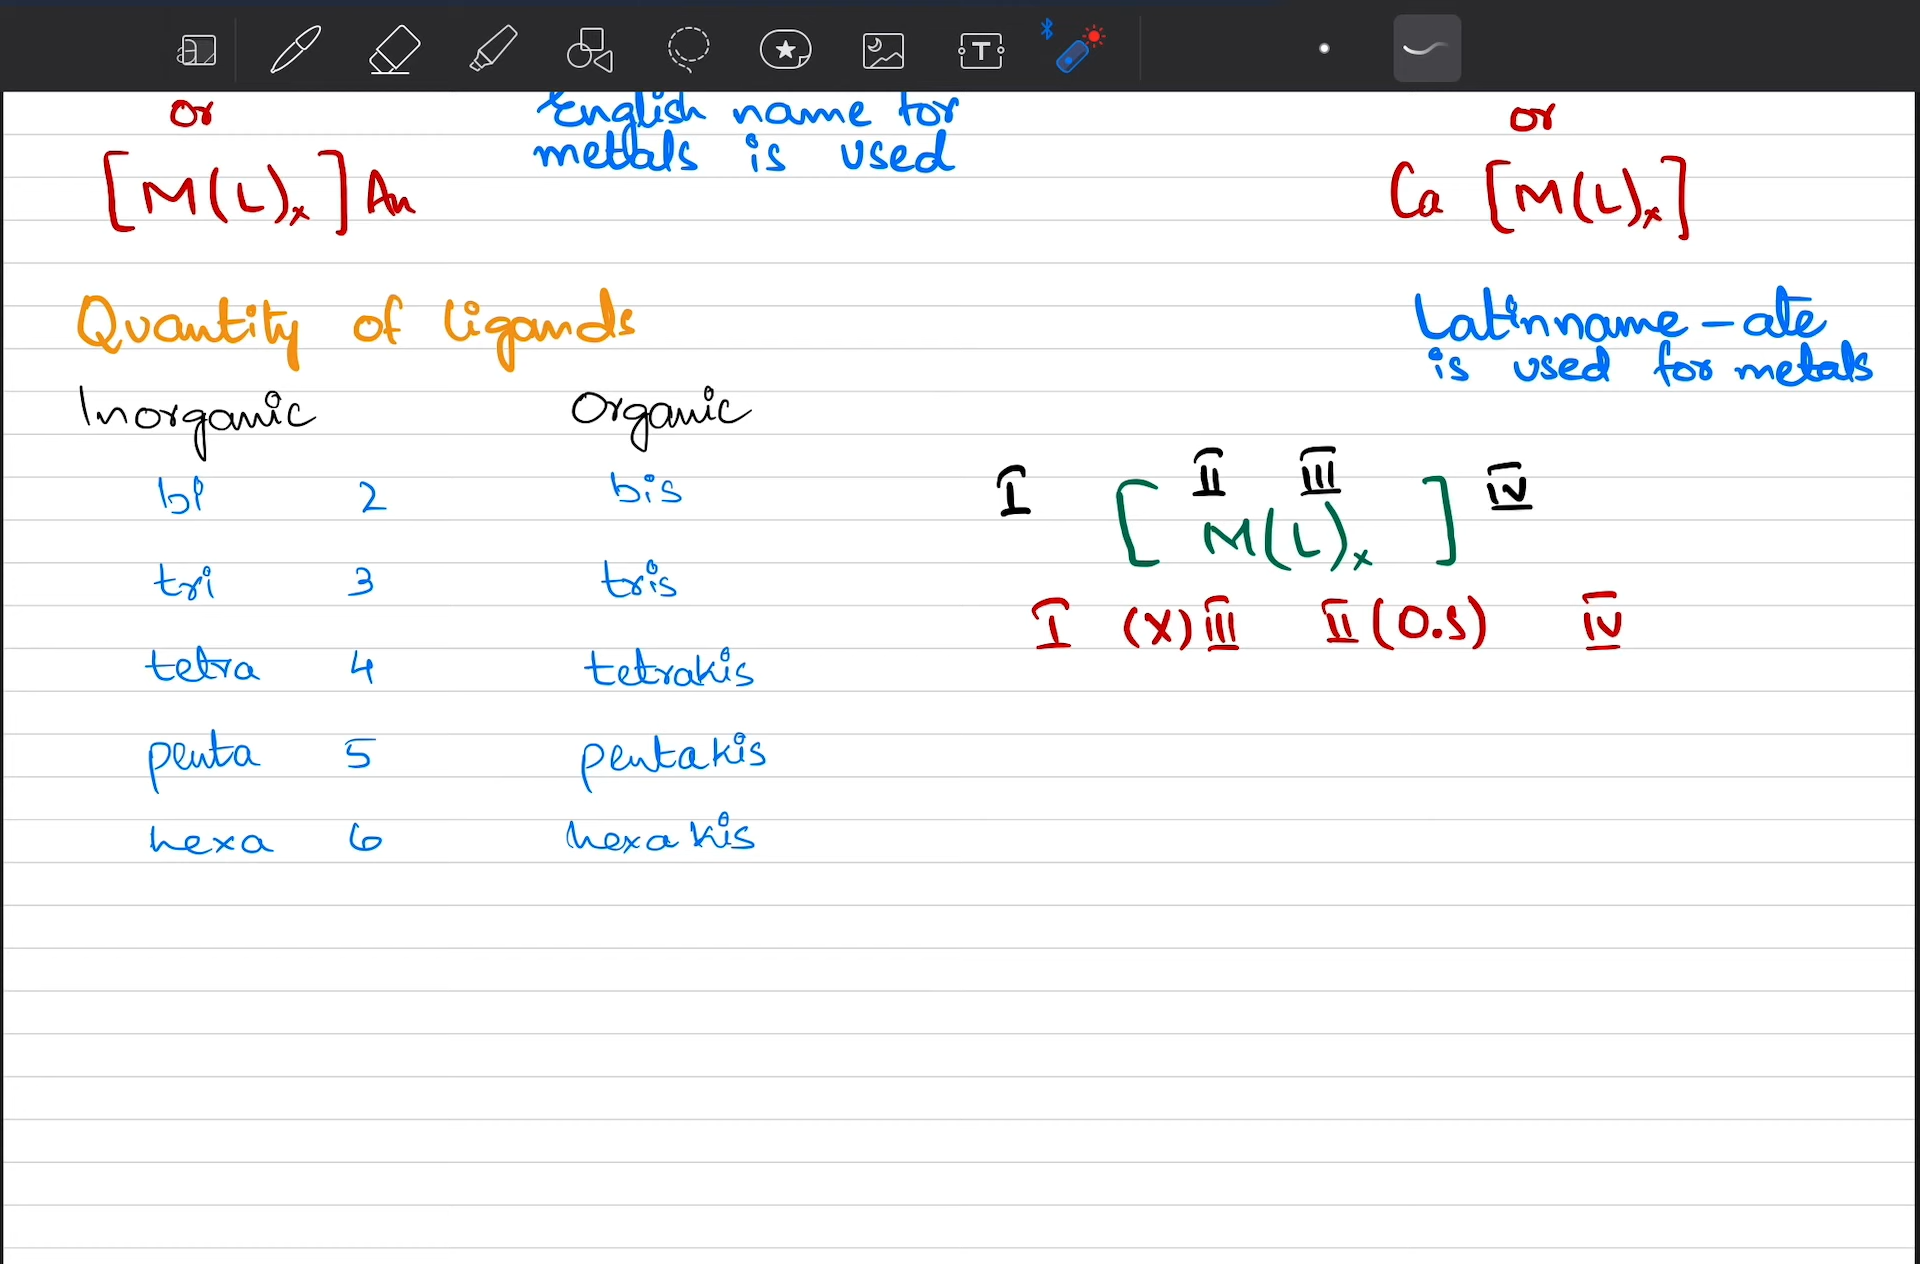 or
English name for
metals is used
[M(L)ₓ] An
or
Ca [M(L)ₓ]
Quantity of ligands
Latin name - ate
is used for metals
Inorganic Organic
bi 2 bis
tri 3 tris
tetra 4 tetrakis
penta 5 pentakis
hexa 6 hexakis
I II III IV
[M(L)ₓ]
I (X) III II (O.S) IV